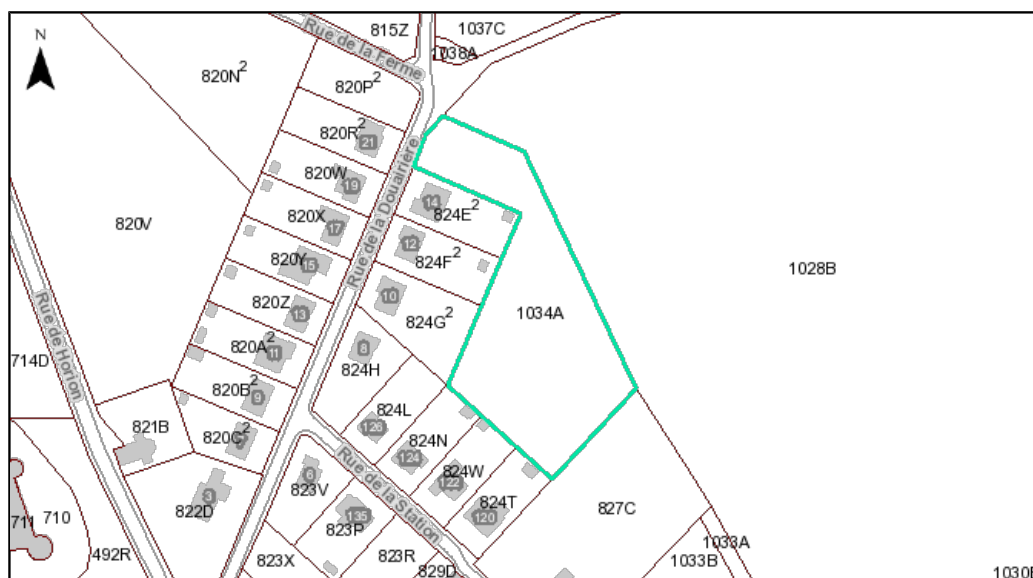 N
Rue de la Ferme
815Z
1037C
1038A
820N²
820P²
820R²
21
820W
19
820X
17
820V
820Y
15
820Z
13
820A²
11
820B²
9
820C²
Rue de la Douairière
14
824E²
12
824F²
10
824G²
8
824H
1034A
1028B
Rue de Horion
714D
821B
822D
3
711
710
492R
824L
126
824N
124
824W
122
824T
120
Rue de la Station
6
823V
823P
135
823X
823R
829D
827C
1033A
1033B